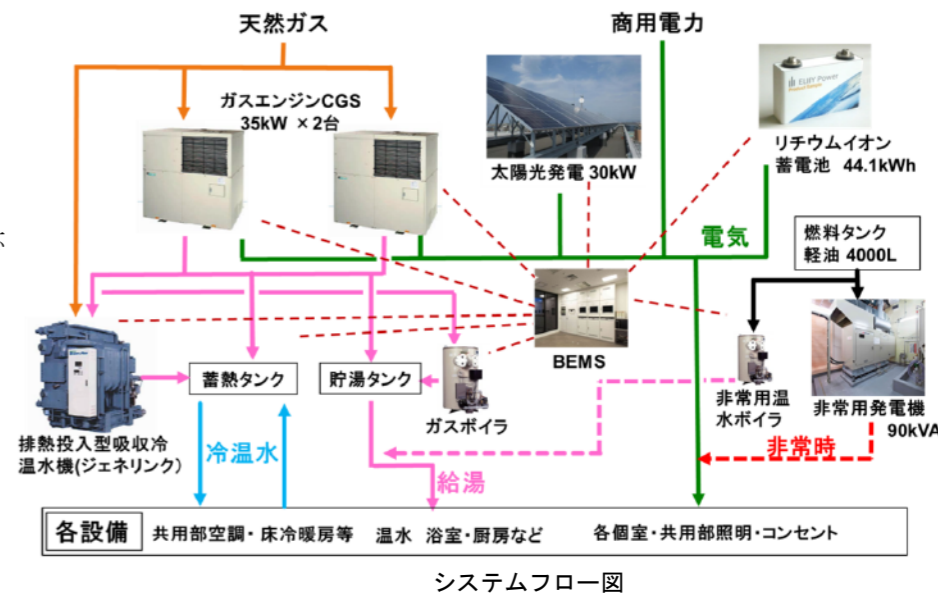 天然ガス
商用電力
ガスエンジンCGS
35kW ×2台
太陽光発電 30kW
ELIIY Power
リチウムイオン
蓄電池 44.1kWh
電気
燃料タンク
軽油 4000L
BEMS
蓄熱タンク
貯湯タンク
ガスボイラ
非常用温
水ボイラ
非常用発電機
90kVA
排熱投入型吸収冷
温水機(ジェネリンク)
冷温水
給湯
非常時
各設備
共用部空調・床冷暖房等
温水 浴室・厨房など
各個室・共用部照明・コンセント
システムフロー図